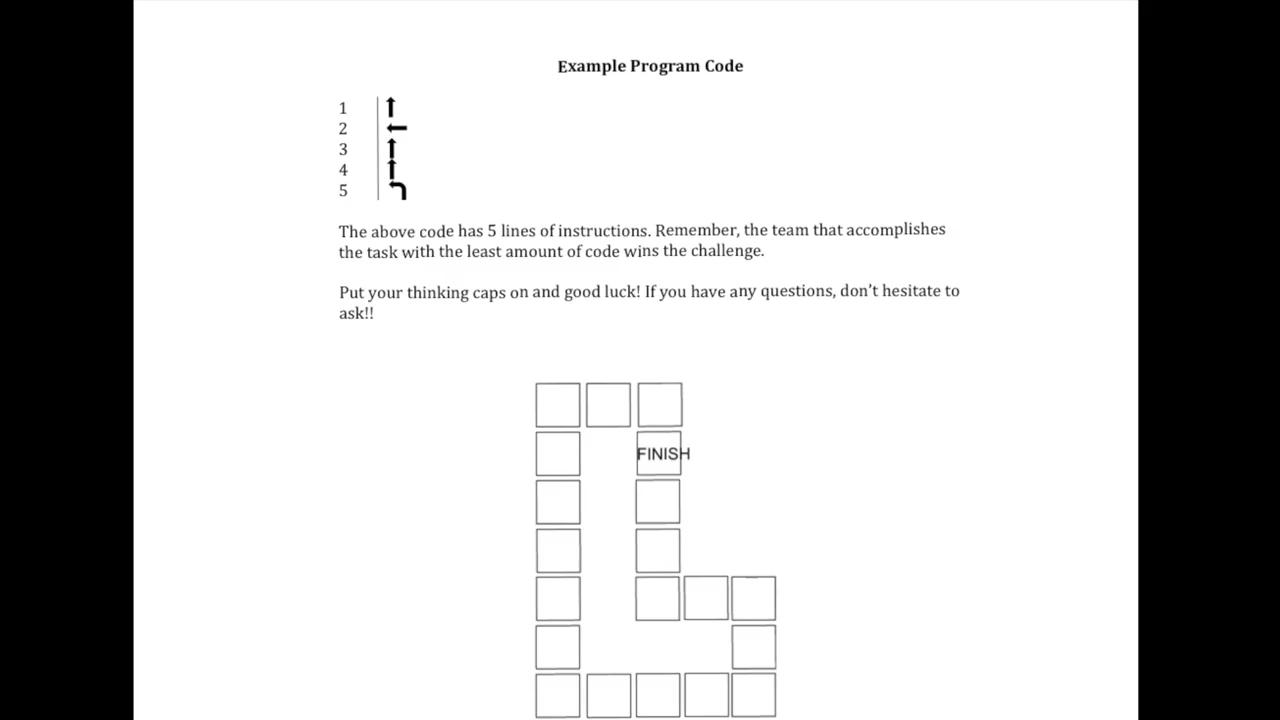 Example Program Code
1
2
3
4
5
The above code has 5 lines of instructions. Remember, the team that accomplishes
the task with the least amount of code wins the challenge.
Put your thinking caps on and good luck! If you have any questions, don't hesitate to
ask!!
FINISH